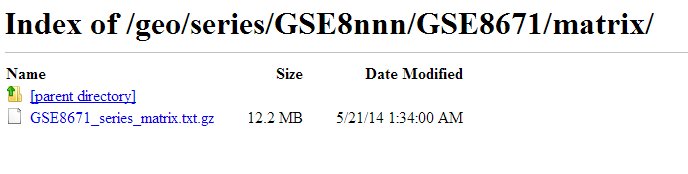 Index of /geo/series/GSE8nnn/GSE8671/matrix/
Name Size Date Modified
[parent directory]
GSE8671_series_matrix.txt.gz 12.2 MB 5/21/14 1:34:00 AM